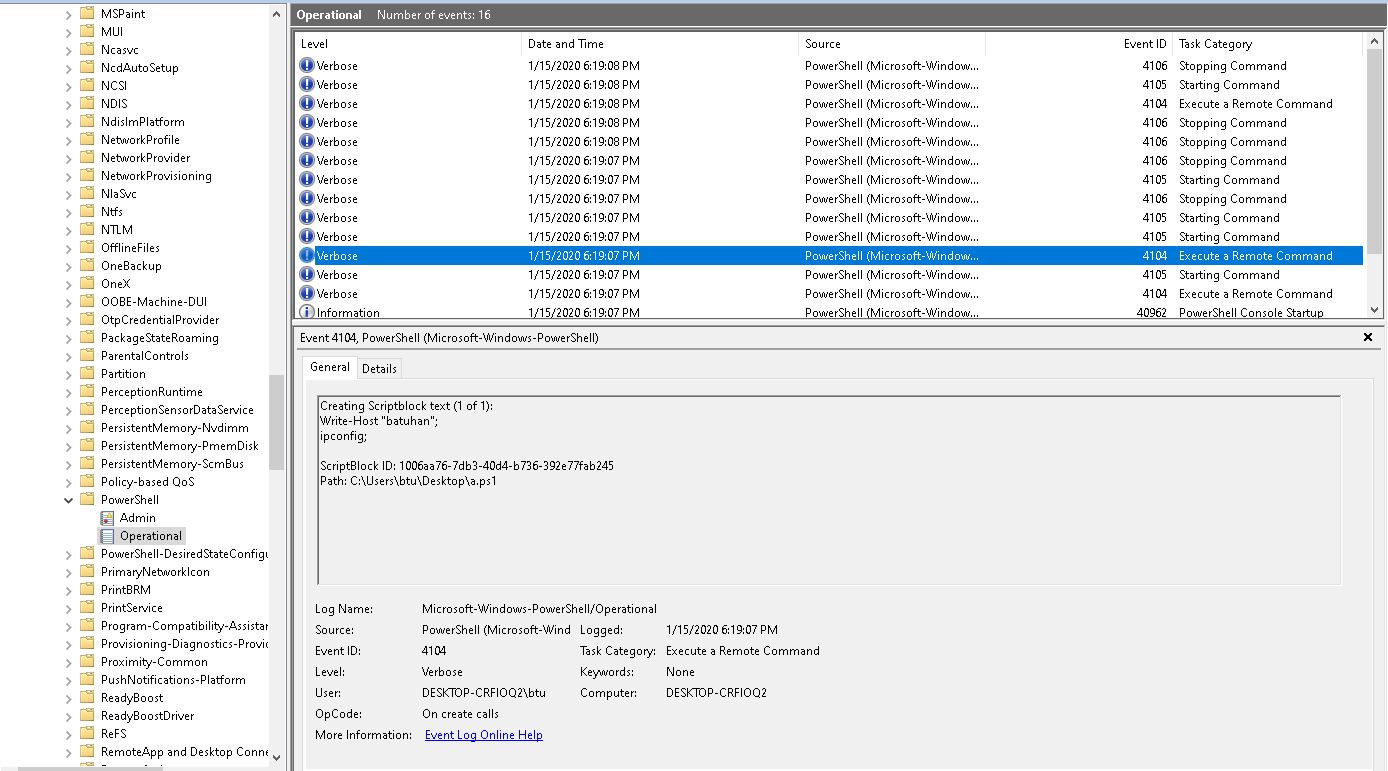 MSPaint
MUI
Ncasvc
NcdAutoSetup
NCSI
NDIS
NdisImPlatform
NetworkProfile
NetworkProvider
NetworkProvisioning
NlaSvc
Ntfs
NTLM
OfflineFiles
OneBackup
OneX
OOBE-Machine-DUI
OtpCredentialProvider
PackageStateRoaming
ParentalControls
Partition
PerceptionRuntime
PerceptionSensorDataService
PersistentMemory-Nvdimm
PersistentMemory-PmemDisk
PersistentMemory-ScmBus
Policy-based QoS
PowerShell
Admin
Operational
PowerShell-DesiredStateConfigu
PrimaryNetworkIcon
PrintBRM
PrintService
Program-Compatibility-Assistan
Provisioning-Diagnostics-Provid
Proximity-Common
PushNotifications-Platform
ReadyBoost
ReadyBoostDriver
ReFS
RemoteApp and Desktop Conne
Operational Number of events: 16
Level Date and Time Source Event ID Task Category
Verbose 1/15/2020 6:19:08 PM PowerShell (Microsoft-Window... 4106 Stopping Command
Verbose 1/15/2020 6:19:08 PM PowerShell (Microsoft-Window... 4105 Starting Command
Verbose 1/15/2020 6:19:08 PM PowerShell (Microsoft-Window... 4104 Execute a Remote Command
Verbose 1/15/2020 6:19:08 PM PowerShell (Microsoft-Window... 4106 Stopping Command
Verbose 1/15/2020 6:19:08 PM PowerShell (Microsoft-Window... 4106 Stopping Command
Verbose 1/15/2020 6:19:07 PM PowerShell (Microsoft-Window... 4106 Stopping Command
Verbose 1/15/2020 6:19:07 PM PowerShell (Microsoft-Window... 4105 Starting Command
Verbose 1/15/2020 6:19:07 PM PowerShell (Microsoft-Window... 4106 Stopping Command
Verbose 1/15/2020 6:19:07 PM PowerShell (Microsoft-Window... 4105 Starting Command
Verbose 1/15/2020 6:19:07 PM PowerShell (Microsoft-Window... 4105 Starting Command
Verbose 1/15/2020 6:19:07 PM PowerShell (Microsoft-Window... 4104 Execute a Remote Command
Verbose 1/15/2020 6:19:07 PM PowerShell (Microsoft-Window... 4105 Starting Command
Verbose 1/15/2020 6:19:07 PM PowerShell (Microsoft-Window... 4104 Execute a Remote Command
Information 1/15/2020 6:19:07 PM PowerShell (Microsoft-Window... 40962 PowerShell Console Startup
Event 4104, PowerShell (Microsoft-Windows-PowerShell)
General Details
Creating Scriptblock text (1 of 1):
Write-Host "batuhan";
ipconfig;
ScriptBlock ID: 1006aa76-7db3-40d4-b736-392e77fab245
Path: C:\Users\btu\Desktop\a.ps1
Log Name: Microsoft-Windows-PowerShell/Operational
Source: PowerShell (Microsoft-Wind Logged: 1/15/2020 6:19:07 PM
Event ID: 4104 Task Category: Execute a Remote Command
Level: Verbose Keywords: None
User: DESKTOP-CRFIOQ2\btu Computer: DESKTOP-CRFIOQ2
OpCode: On create calls
More Information: Event Log Online Help